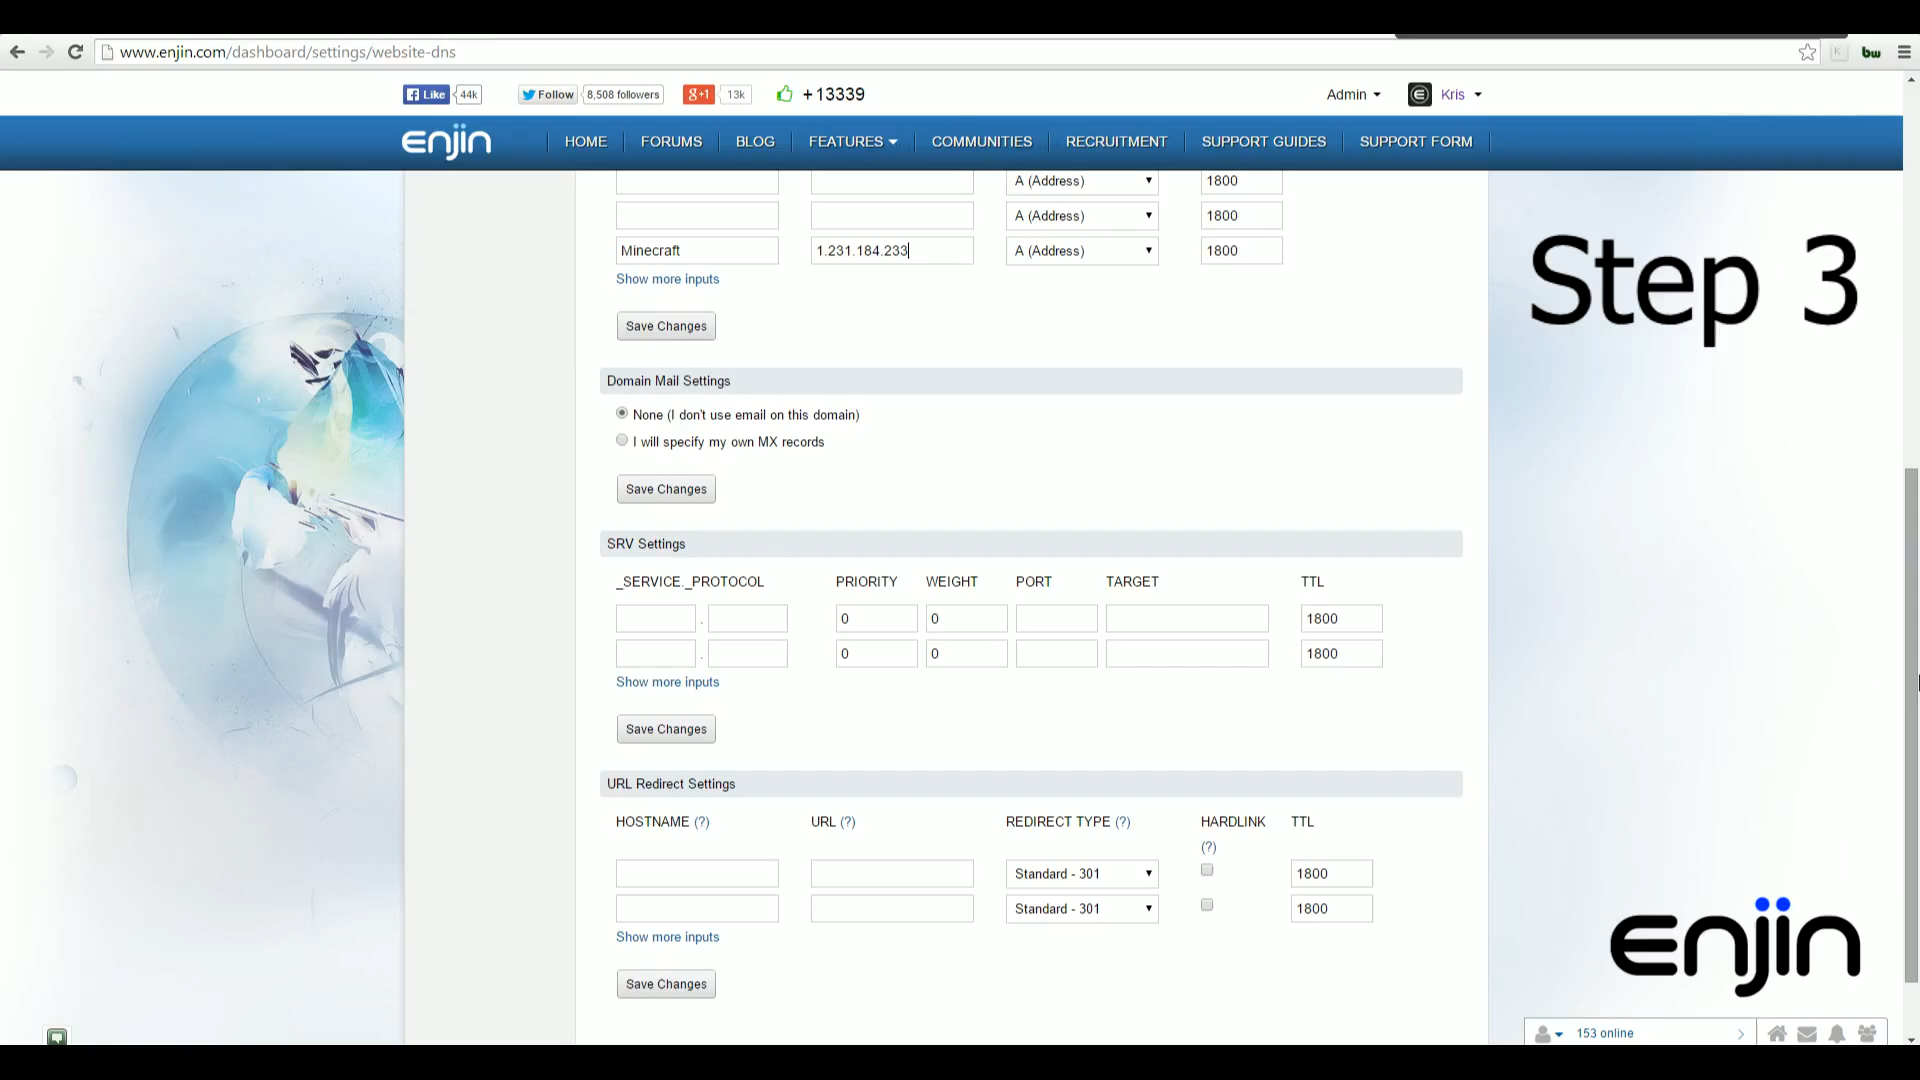 www.enjin.com/dashboard/settings/website-dns
K
bw
Like 44k Follow 8,508 followers g+1 13k +13339 Admin Kris
enjin HOME FORUMS BLOG FEATURES COMMUNITIES RECRUITMENT SUPPORT GUIDES SUPPORT FORM
A (Address) 1800
A (Address) 1800
Minecraft 1.231.184.233 A (Address) 1800
Show more inputs
Save Changes
Step 3
Domain Mail Settings
None (I don't use email on this domain)
I will specify my own MX records
Save Changes
SRV Settings
_SERVICE._PROTOCOL PRIORITY WEIGHT PORT TARGET TTL
. 0 0 1800
. 0 0 1800
Show more inputs
Save Changes
URL Redirect Settings
HOSTNAME (?) URL (?) REDIRECT TYPE (?) HARDLINK (?) TTL
Standard - 301 1800
Standard - 301 1800
Show more inputs
Save Changes
enjin
153 online